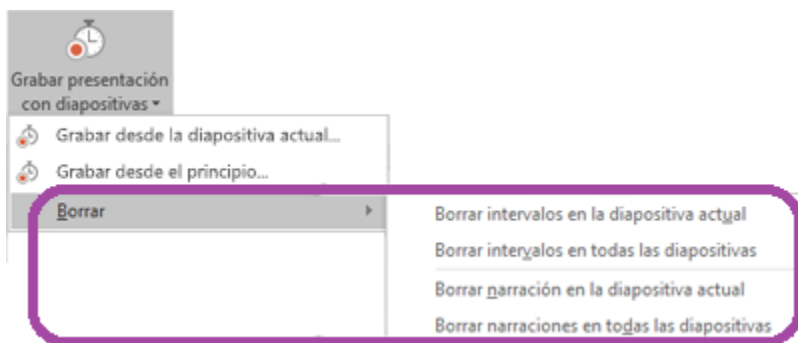 Grabar presentación
con diapositivas
Grabar desde la diapositiva actual...
Grabar desde el principio...
Borrar
Borrar intervalos en la diapositiva actual
Borrar intervalos en todas las diapositivas
Borrar narración en la diapositiva actual
Borrar narraciones en todas las diapositivas